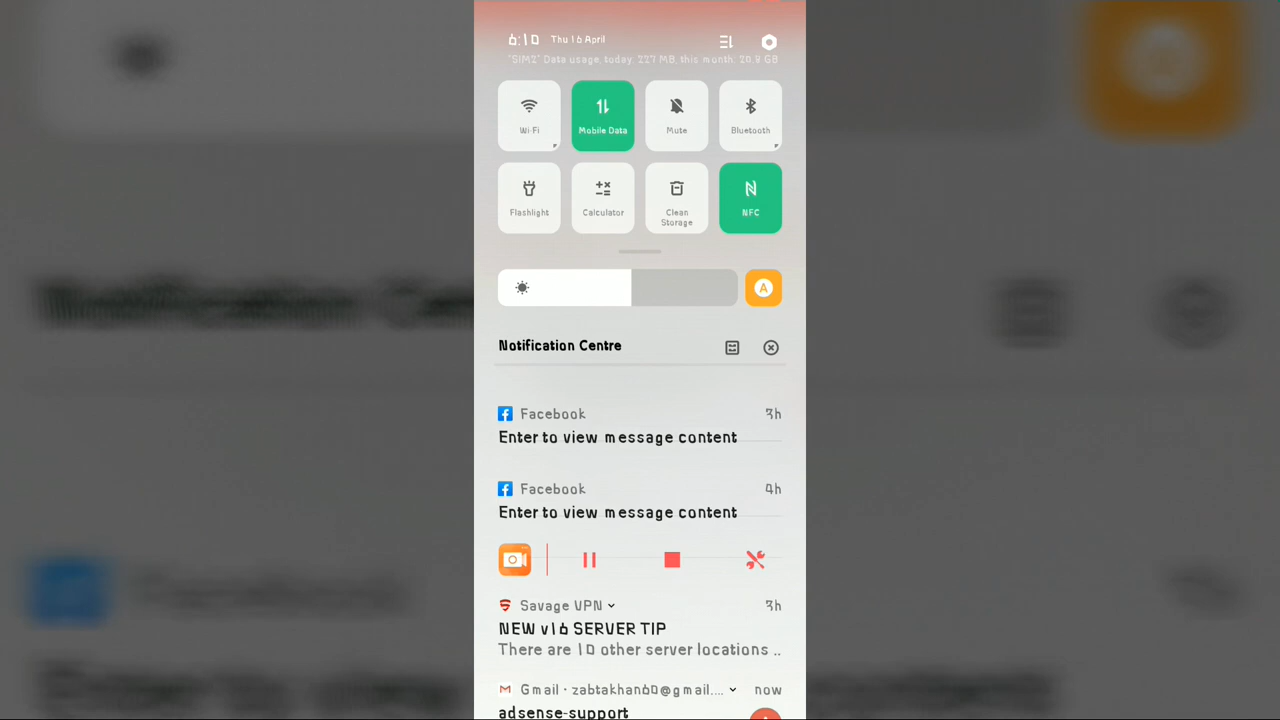 6:10 Thu 16 April
"SIM2" Data usage, today: 227 MB, this month: 20.8 GB
Wi-Fi Mobile Data Mute Bluetooth
Flashlight Calculator Clean Storage NFC
A
Notification Centre
Facebook 3h
Enter to view message content
Facebook 4h
Enter to view message content
Savage VPN 3h
NEW v16 SERVER TIP
There are 10 other server locations ..
Gmail · zabtakhan60@gmail.... now
adsense-support